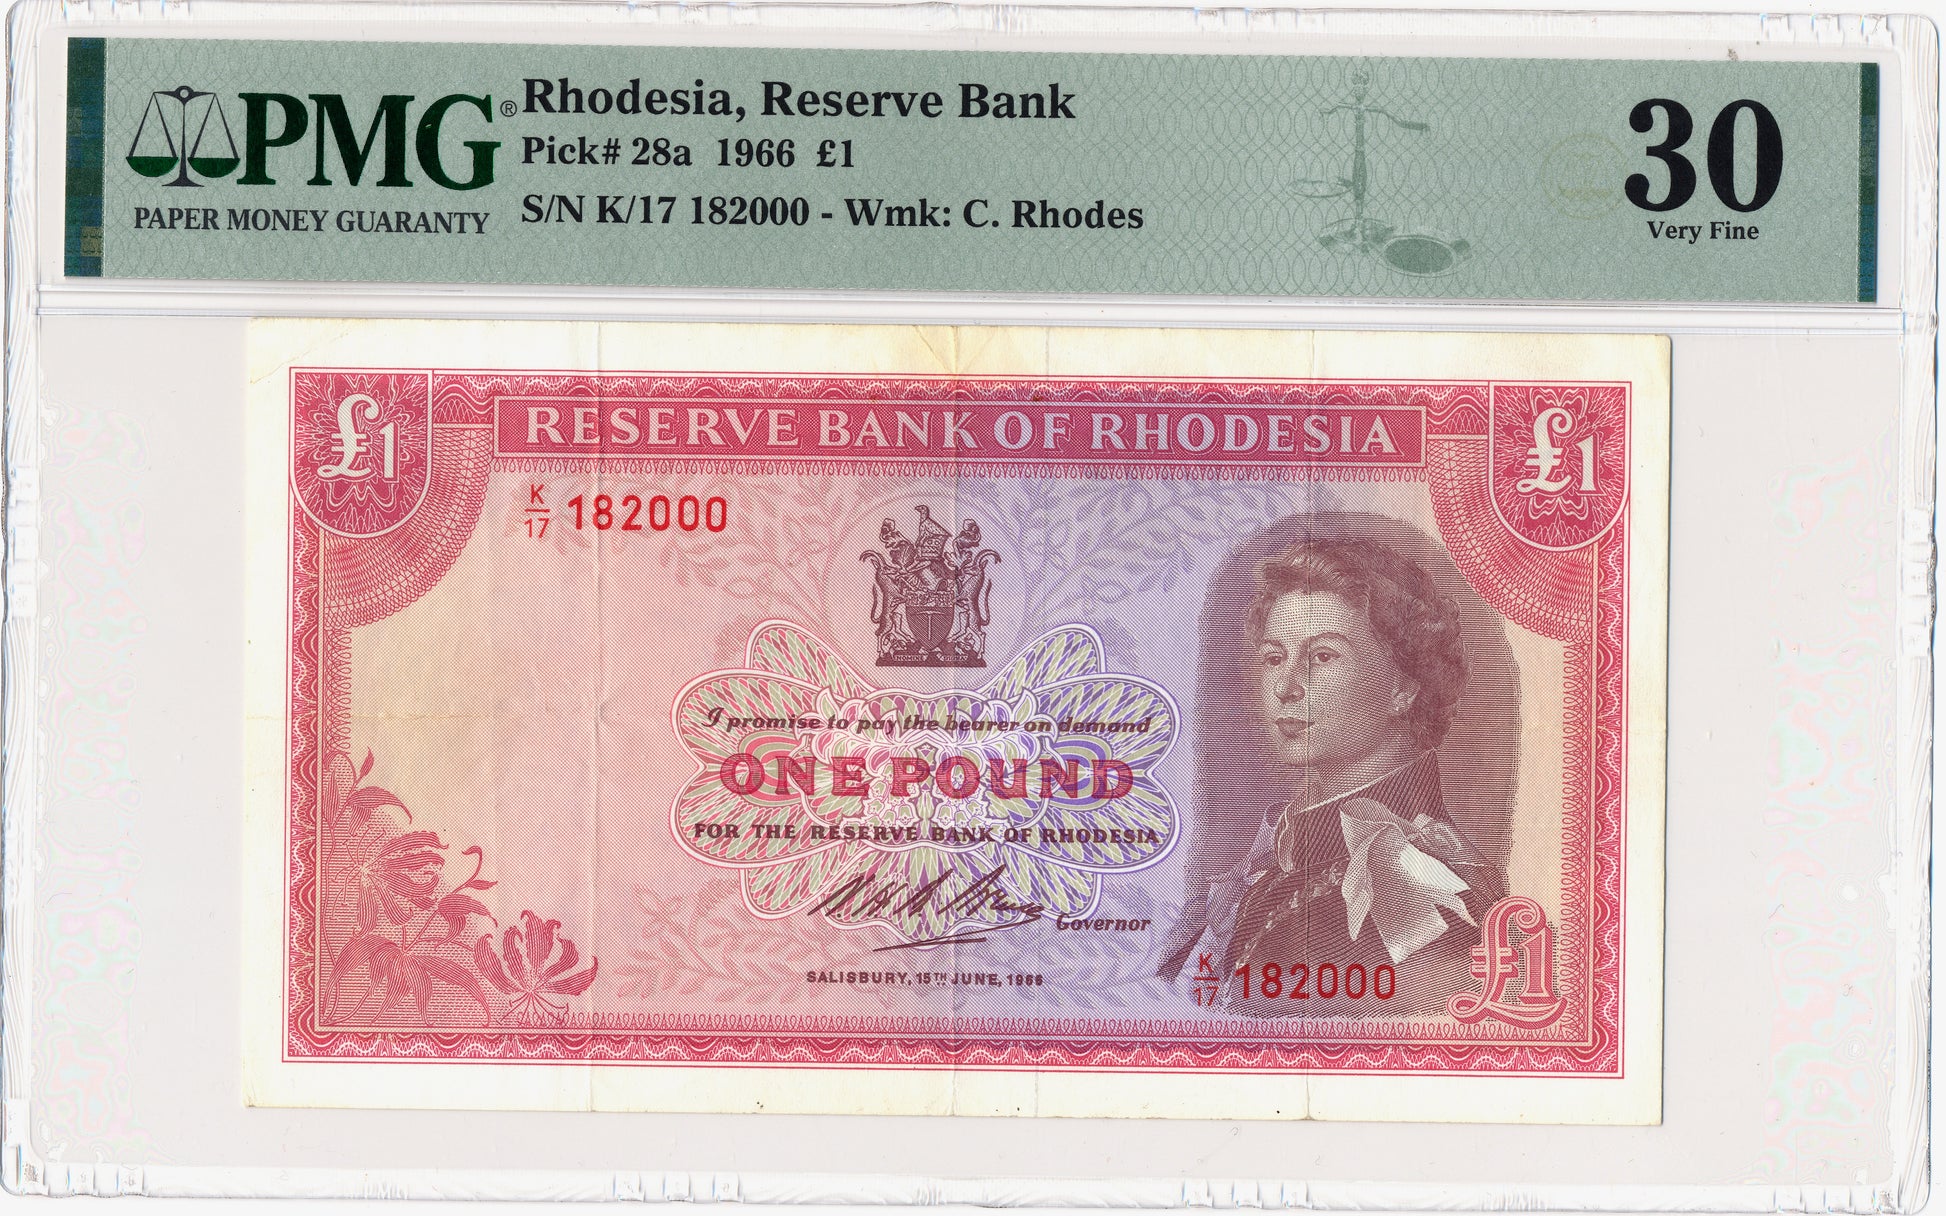 PMG®
PAPER MONEY GUARANTY
Rhodesia, Reserve Bank
Pick# 28a 1966 £1
S/N K/17 182000 - Wmk: C. Rhodes
30
Very Fine
£1
RESERVE BANK OF RHODESIA
£1
K/17 182000
I promise to pay the bearer on demand
ONE POUND
FOR THE RESERVE BANK OF RHODESIA
Governor
SALISBURY, 15TH JUNE, 1966
K/17 182000
£1